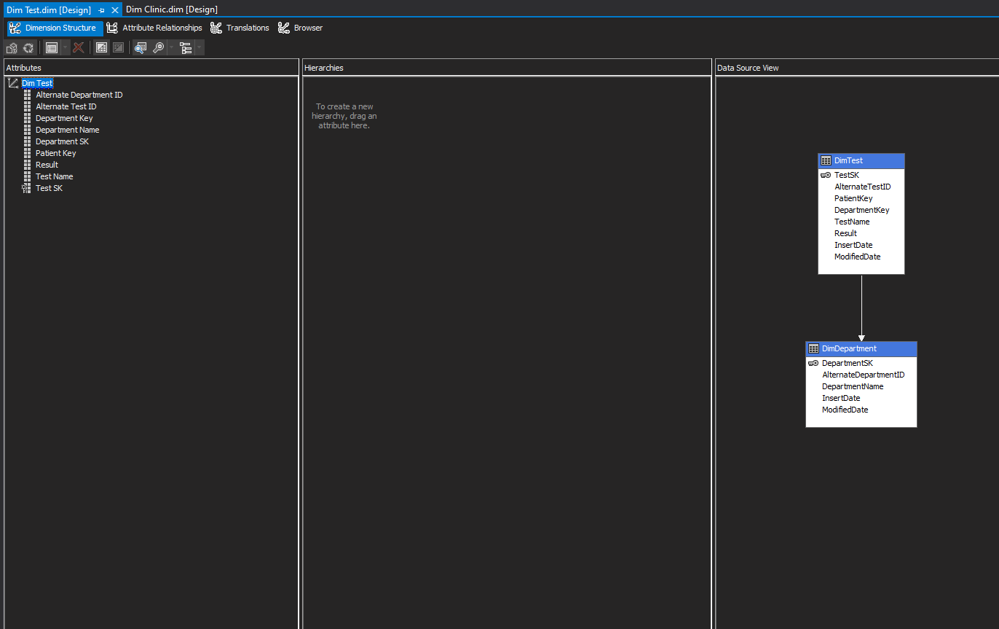 Dim Test.dim [Design]
Dim Clinic.dim [Design]
Dimension Structure
Attribute Relationships
Translations
Browser
Attributes
Dim Test
Alternate Department ID
Alternate Test ID
Department Key
Department Name
Department SK
Patient Key
Result
Test Name
Test SK
Hierarchies
To create a new
hierarchy, drag an
attribute here.
Data Source View
DimTest
TestSK
AlternateTestID
PatientKey
DepartmentKey
TestName
Result
InsertDate
ModifiedDate
DimDepartment
DepartmentSK
AlternateDepartmentID
DepartmentName
InsertDate
ModifiedDate